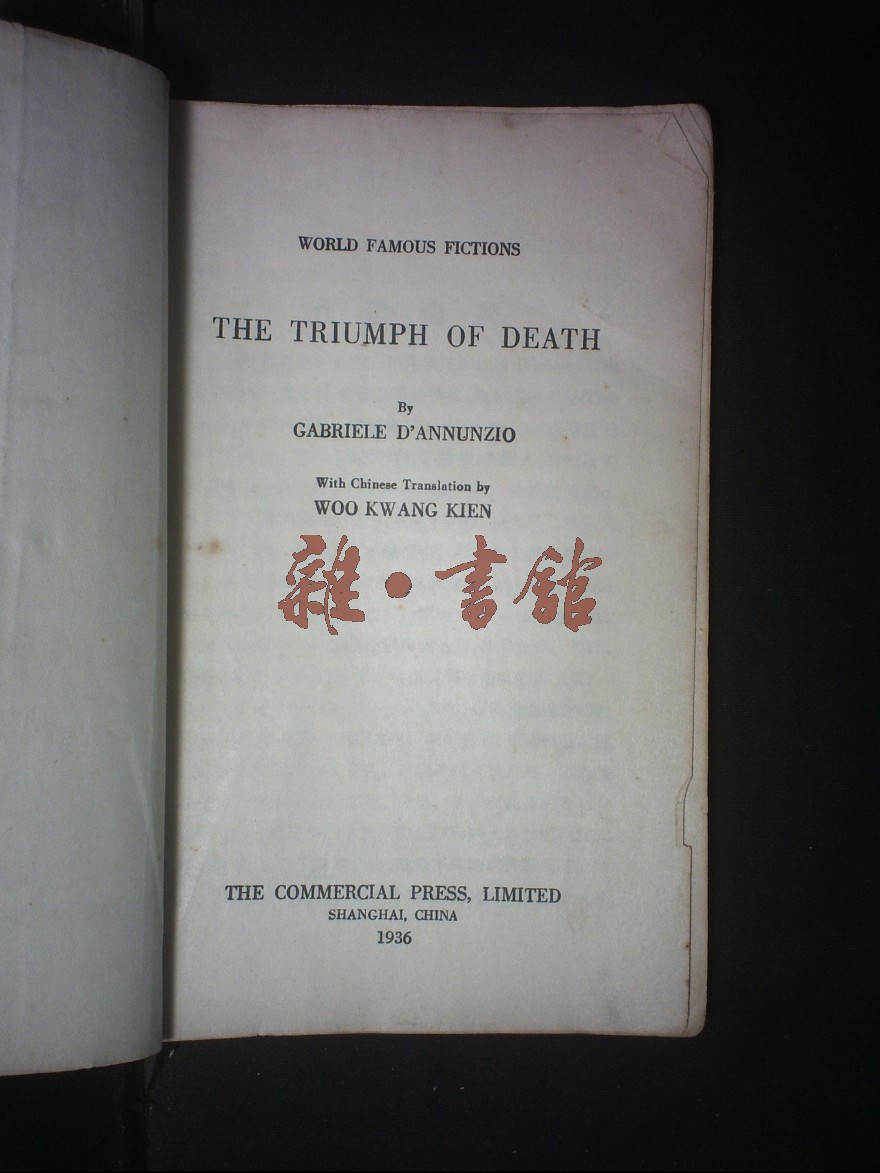 WORLD FAMOUS FICTIONS
THE TRIUMPH OF DEATH
By
GABRIELE D'ANNUNZIO
With Chinese Translation by
WOO KWANG KIEN
雜·書館
THE COMMERCIAL PRESS, LIMITED
SHANGHAI, CHINA
1936